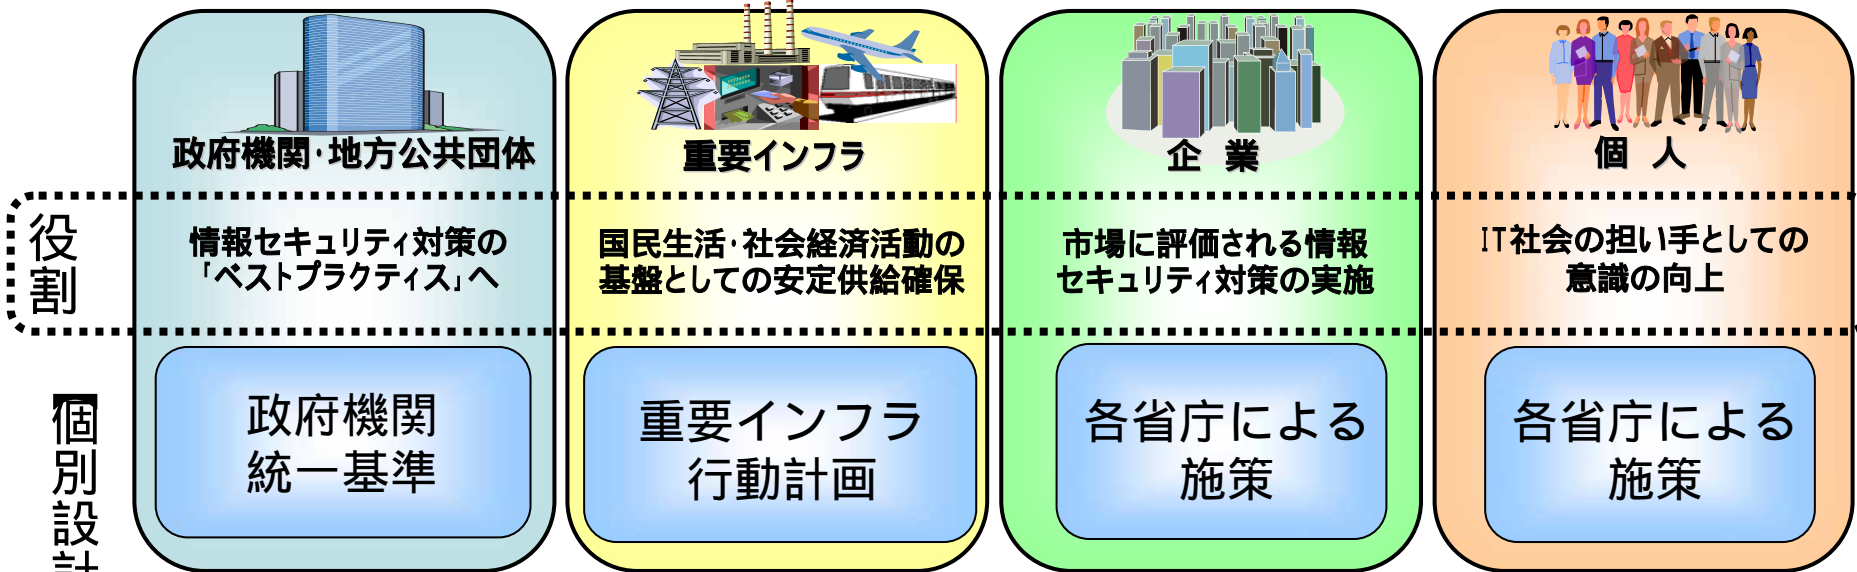 政府機関・地方公共団体
重要インフラ
企 業
個 人
役割
情報セキュリティ対策の
「ベストプラクティス」へ
国民生活・社会経済活動の
基盤としての安定供給確保
市場に評価される情報
セキュリティ対策の実施
IT社会の担い手としての
意識の向上
個別設計
政府機関
統一基準
重要インフラ
行動計画
各省庁による
施策
各省庁による
施策